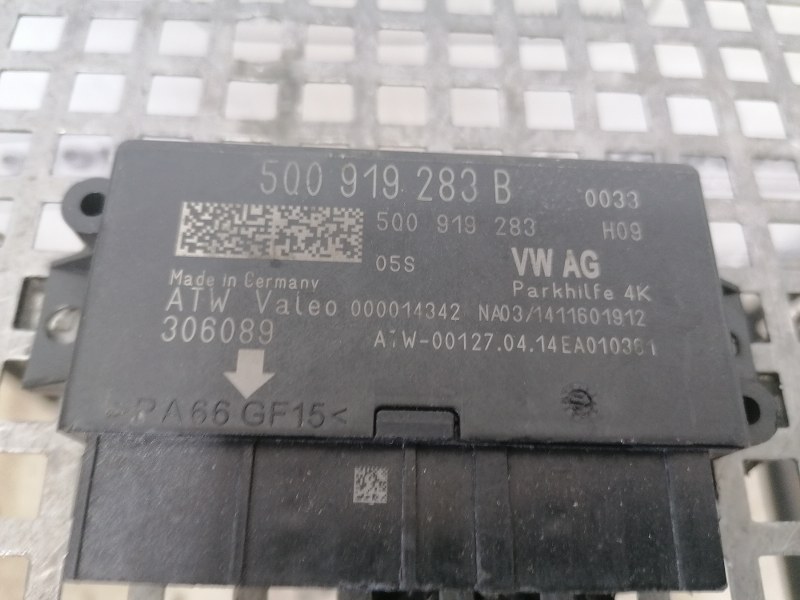 5Q0 919 283 B 0033
5Q0 919 283 H09
05S VW AG
Made in Germany Parkhilfe 4K
ATW Valeo 000014342 NA03/1411601912
306089 ATW-00127.04.14EA010361
>PA66 GF15<